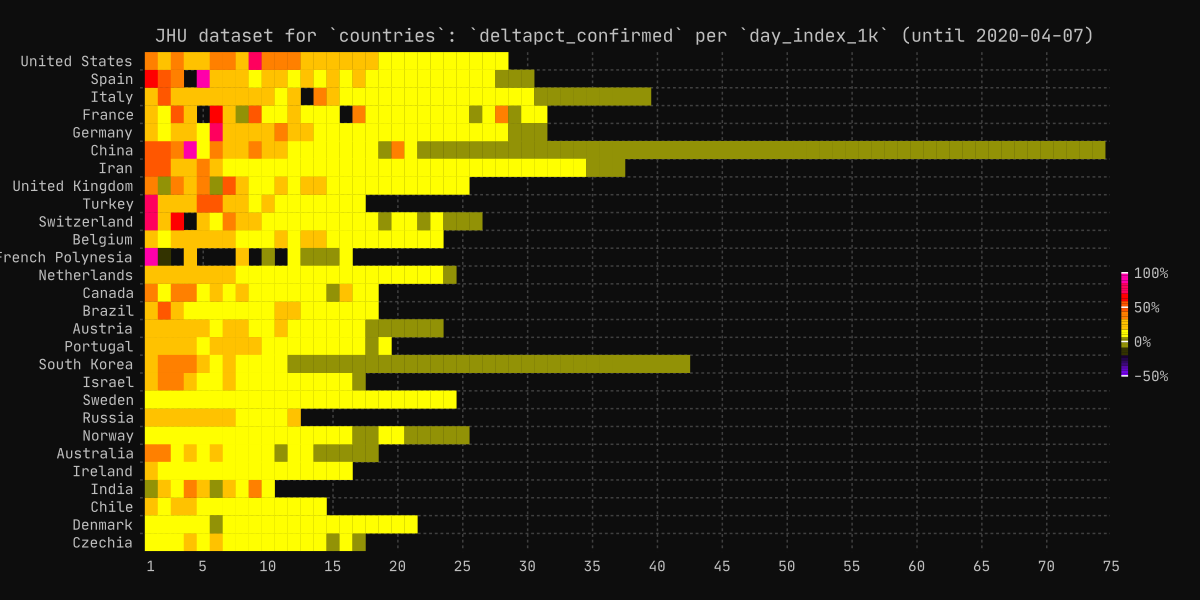 JHU dataset for `countries`: `deltapct_confirmed` per `day_index_1k` (until 2020-04-07)
United States
Spain
Italy
France
Germany
China
Iran
United Kingdom
Turkey
Switzerland
Belgium
French Polynesia
Netherlands
Canada
Brazil
Austria
Portugal
South Korea
Israel
Sweden
Russia
Norway
Australia
Ireland
India
Chile
Denmark
Czechia
100%
50%
0%
-50%
1 5 10 15 20 25 30 35 40 45 50 55 60 65 70 75